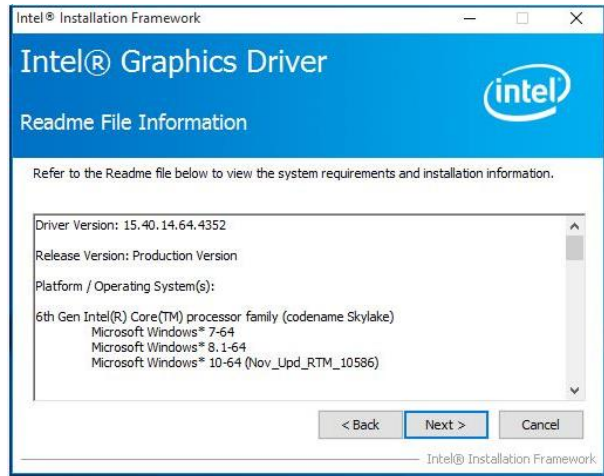 Intel® Installation Framework
Intel® Graphics Driver
intel
Readme File Information
Refer to the Readme file below to view the system requirements and installation information.
Driver Version: 15.40.14.64.4352
Release Version: Production Version
Platform / Operating System(s):
6th Gen Intel(R) Core(TM) processor family (codename Skylake)
Microsoft Windows* 7-64
Microsoft Windows* 8.1-64
Microsoft Windows* 10-64 (Nov_Upd_RTM_10586)
< Back Next > Cancel
Intel® Installation Framework